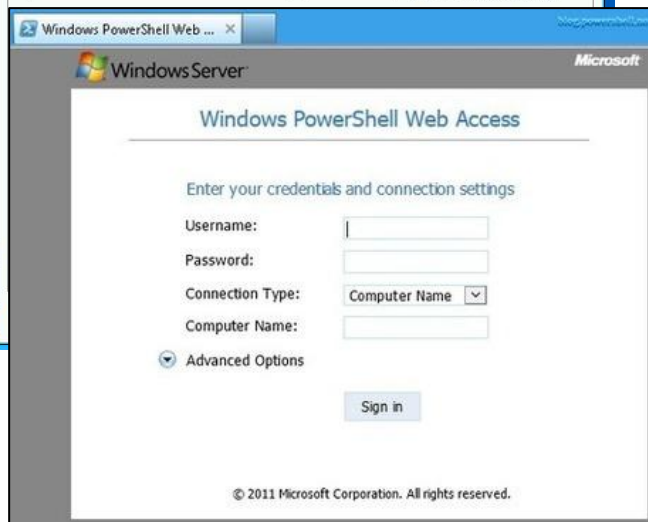 Windows PowerShell Web ...
Windows Server
Microsoft
Windows PowerShell Web Access
Enter your credentials and connection settings
Username:
Password:
Connection Type:
Computer Name
Computer Name:
Advanced Options
Sign in
© 2011 Microsoft Corporation. All rights reserved.